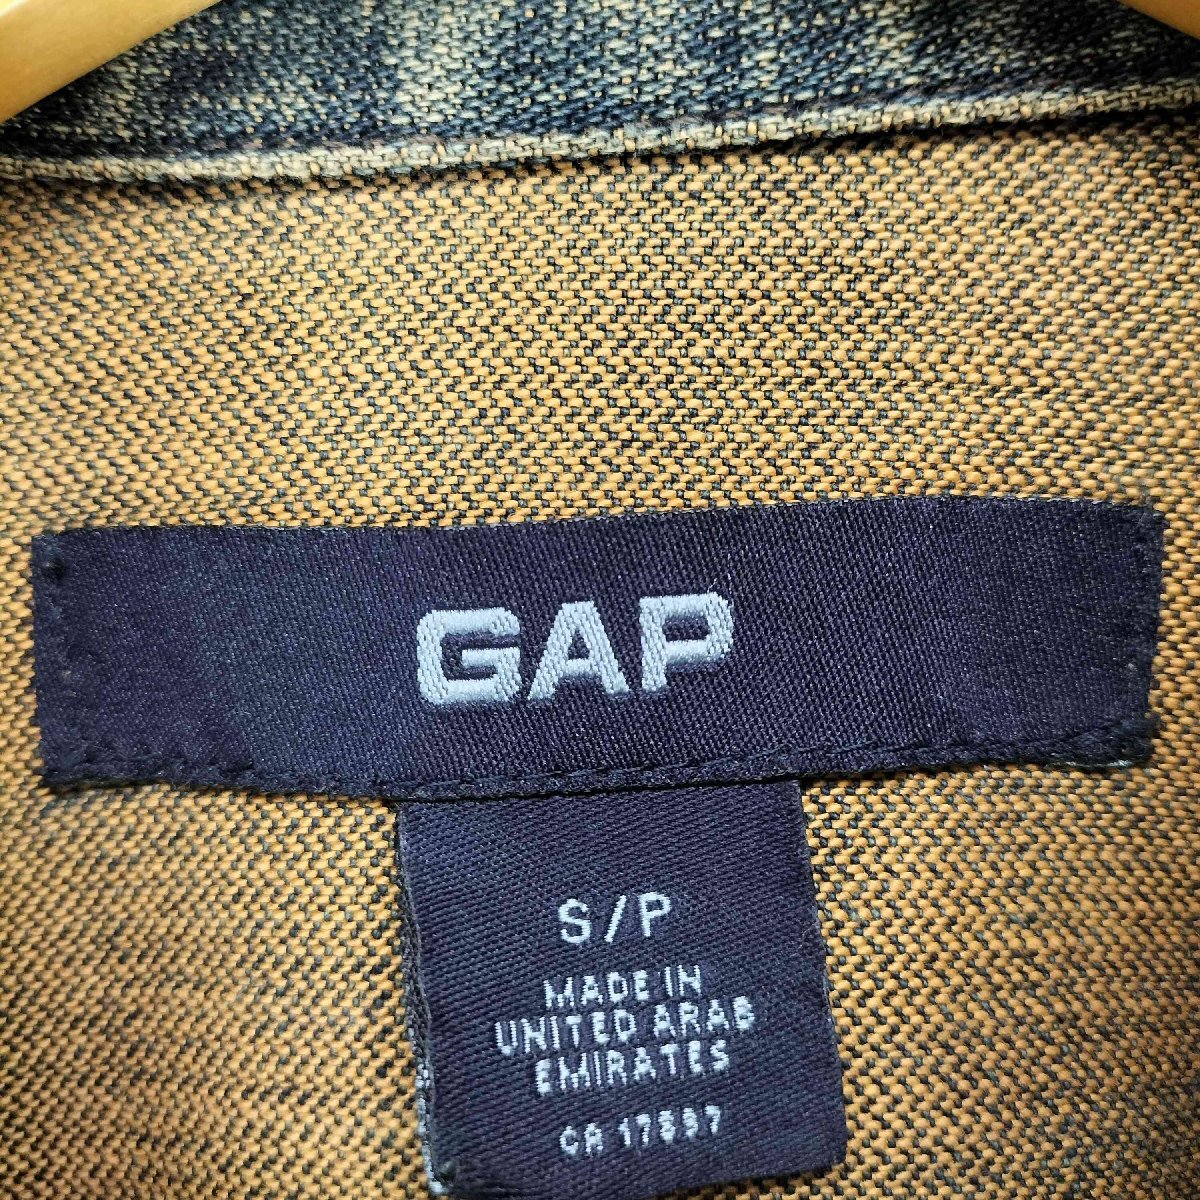 GAP
S/P
MADE IN
UNITED ARAB
EMIRATES
CA 17897